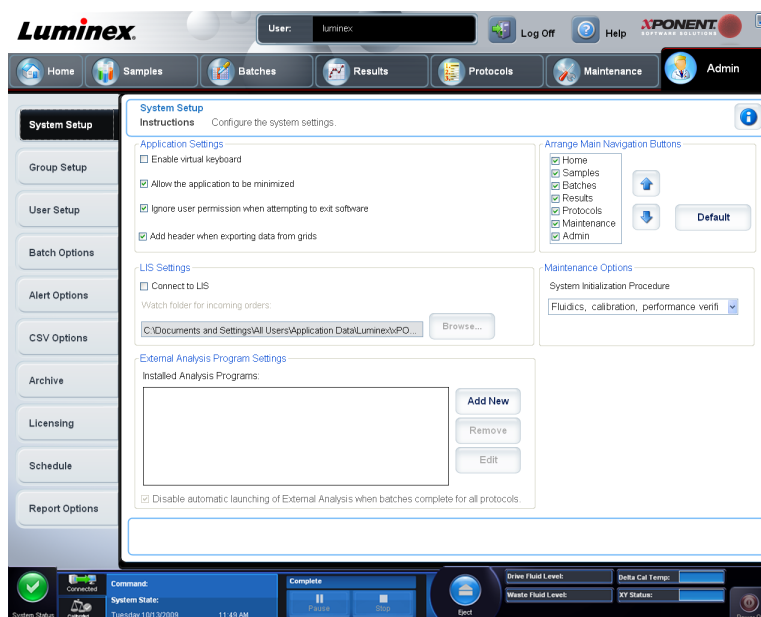 Luminex.
User: luminex
Log Off
Help
XPONENT.
SOFTWARE SOLUTIONS
Home
Samples
Batches
Results
Protocols
Maintenance
Admin
System Setup
Group Setup
User Setup
Batch Options
Alert Options
CSV Options
Archive
Licensing
Schedule
Report Options
System Setup
Instructions Configure the system settings.
Application Settings
Enable virtual keyboard
Allow the application to be minimized
Ignore user permission when attempting to exit software
Add header when exporting data from grids
Arrange Main Navigation Buttons
Home
Samples
Batches
Results
Protocols
Maintenance
Admin
Default
LIS Settings
Connect to LIS
Watch folder for incoming orders:
C:\Documents and Settings\All Users\Application Data\Luminex\xPO...
Browse...
Maintenance Options
System Initialization Procedure
Fluidics, calibration, performance verifi
External Analysis Program Settings
Installed Analysis Programs:
Add New
Remove
Edit
Disable automatic launching of External Analysis when batches complete for all protocols.
System Status
Connected
Calibrated
Command:
System State:
Tuesday 10/13/2009 11:49 AM
Complete
Pause
Stop
Eject
Drive Fluid Level:
Waste Fluid Level:
Delta Cal Temp:
XY Status: